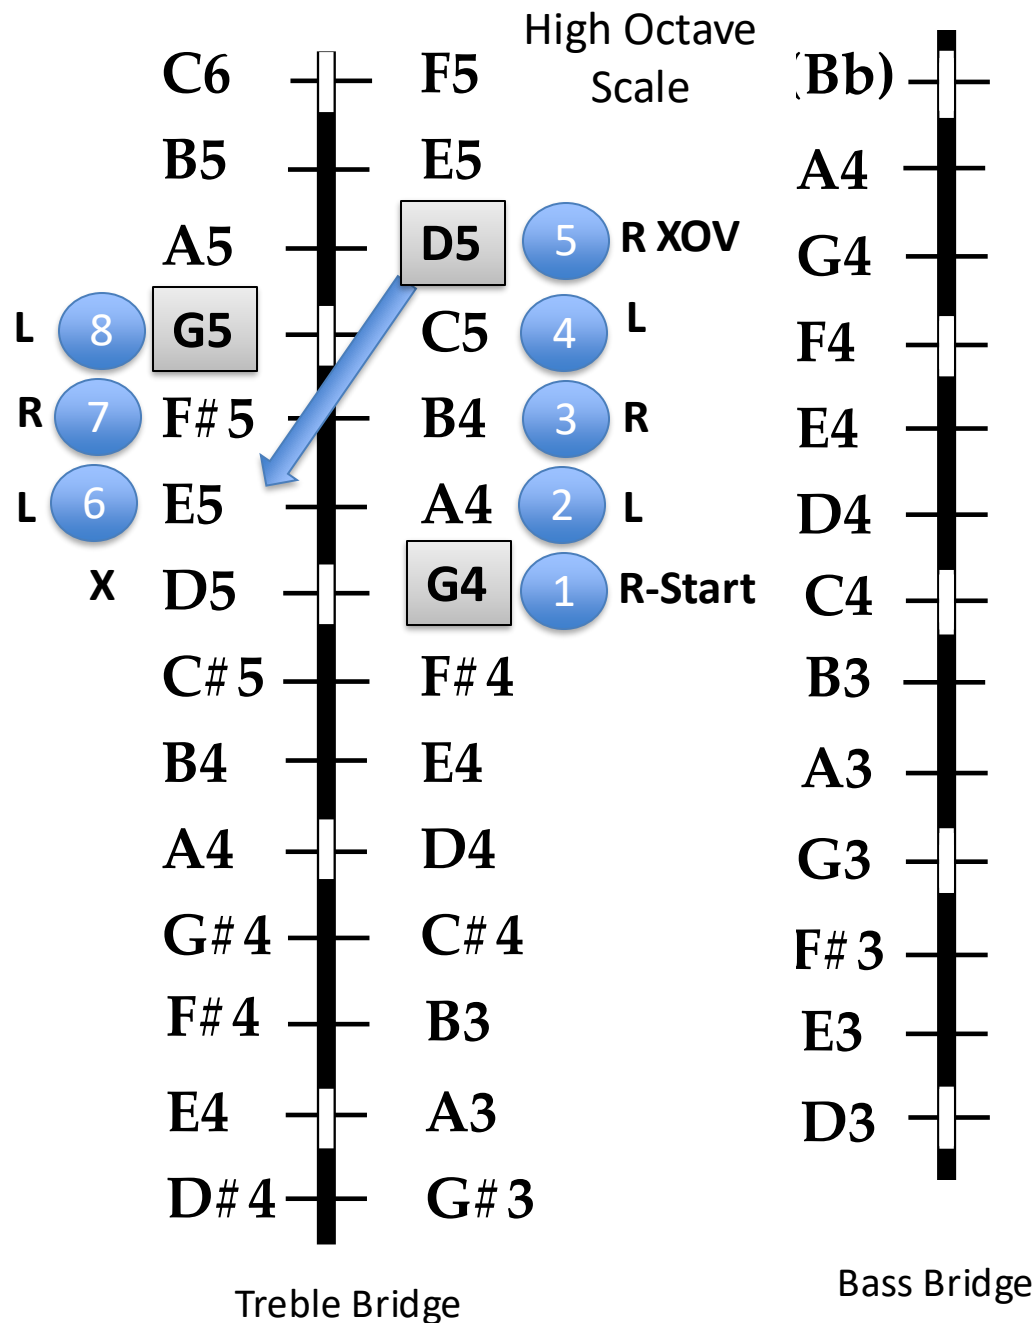 High Octave
Scale
C6 F5 (Bb)
B5 E5 A4
A5 D5 5 R XOV G4
L 8 G5 C5 4 L F4
R 7 F#5 B4 3 R E4
L 6 E5 A4 2 L D4
X D5 G4 1 R-Start C4
C#5 F#4 B3
B4 E4 A3
A4 D4 G3
G#4 C#4 F#3
F#4 B3 E3
E4 A3 D3
D#4 G#3
Treble Bridge Bass Bridge